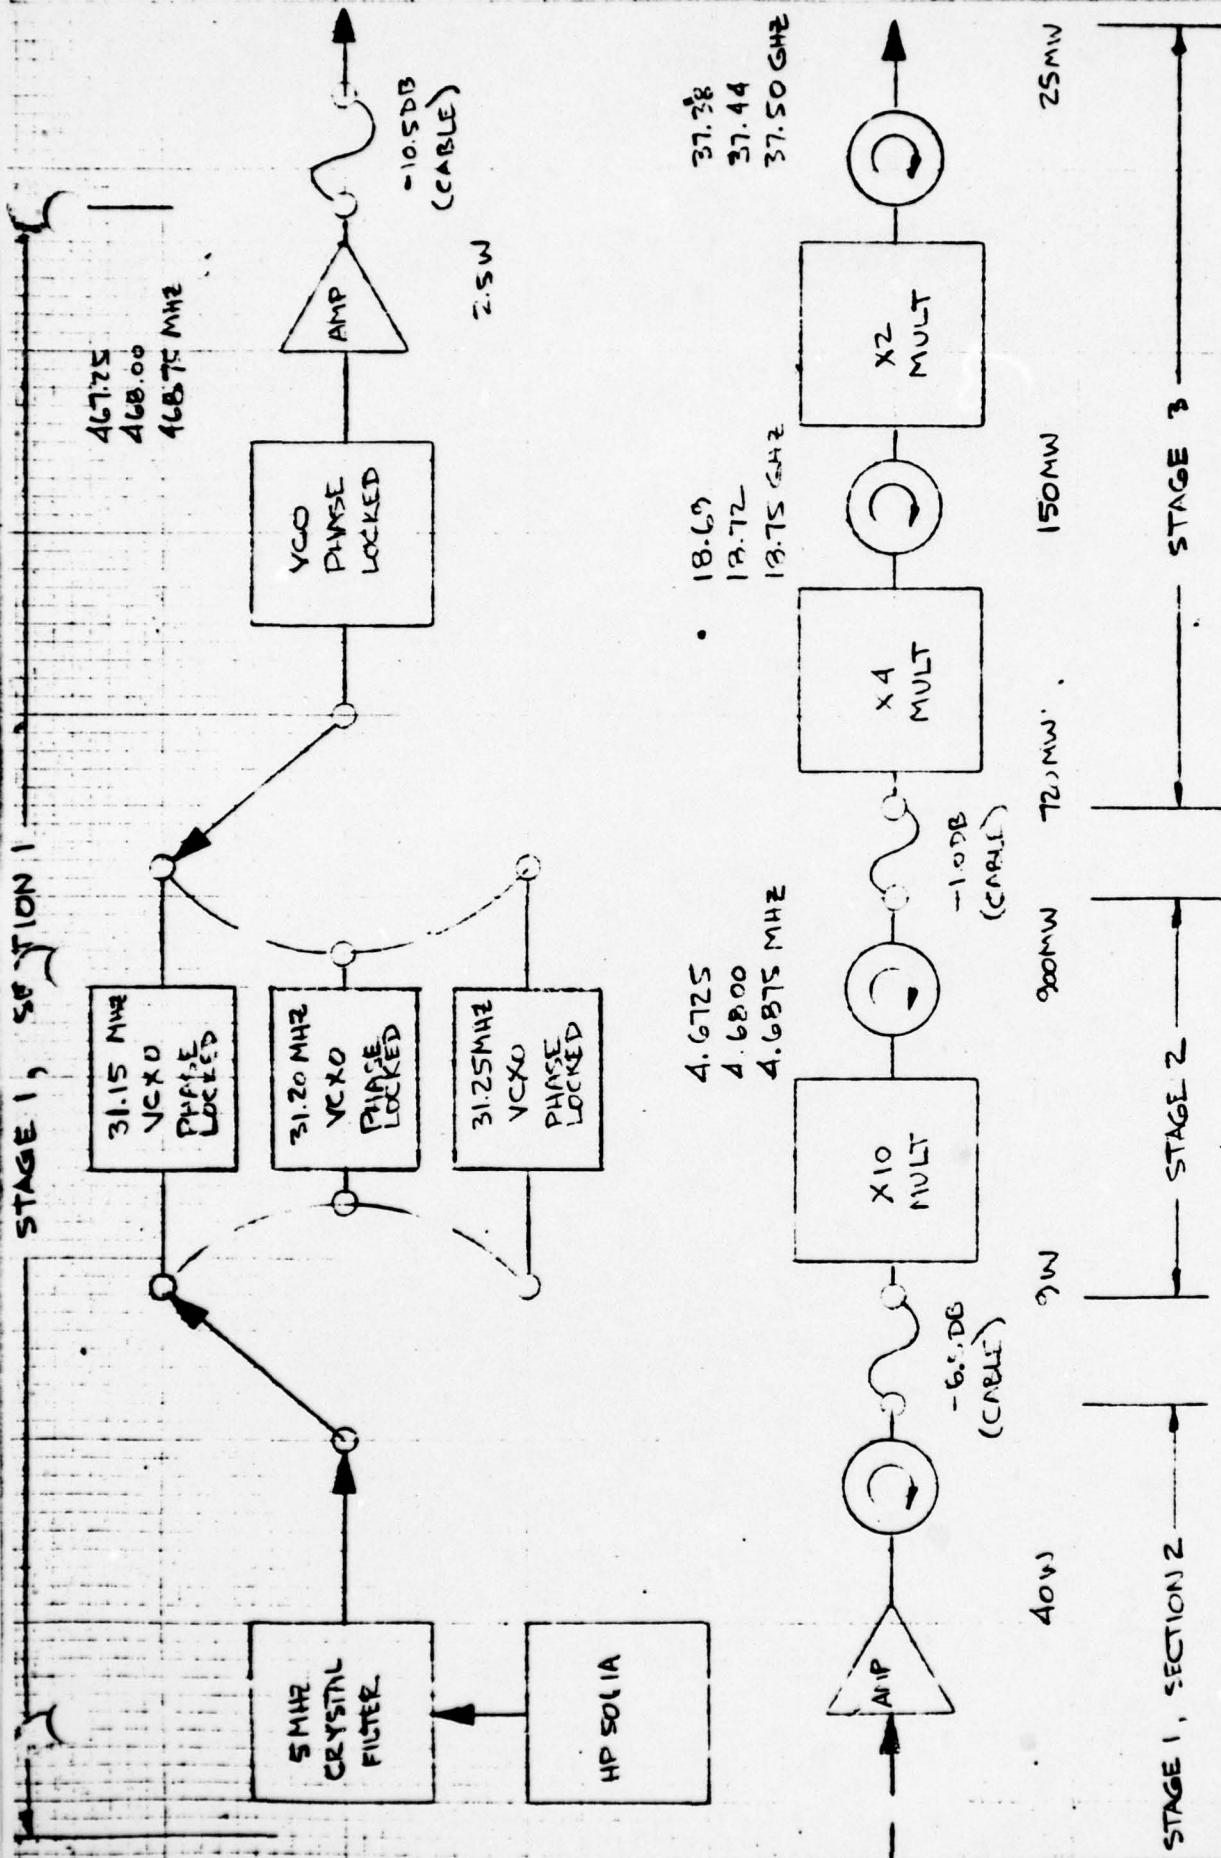 STAGE 1, SECTION 1
467.25
468.00
468.75 MHZ
5 MHZ
CRYSTAL
FILTER
HP 5061A
31.15 MHZ
VCXO
PHASE
LOCKED
31.20 MHZ
VCXO
PHASE
LOCKED
31.25MHZ
VCXO
PHASE
LOCKED
VCO
PHASE
LOCKED
AMP
2.5W
-10.5DB
(CABLE)
AMP
40W
(CABLE)
9W
X10
MULT
4.6725
4.6800
4.6875 MHZ
900MW
-1.0DB
(CABLE)
X4
MULT
18.69
18.72
18.75 GHZ
150MW
X2
MULT
37.38
37.44
37.50 GHZ
25MW
STAGE 1, SECTION 2
STAGE 2
STAGE 3